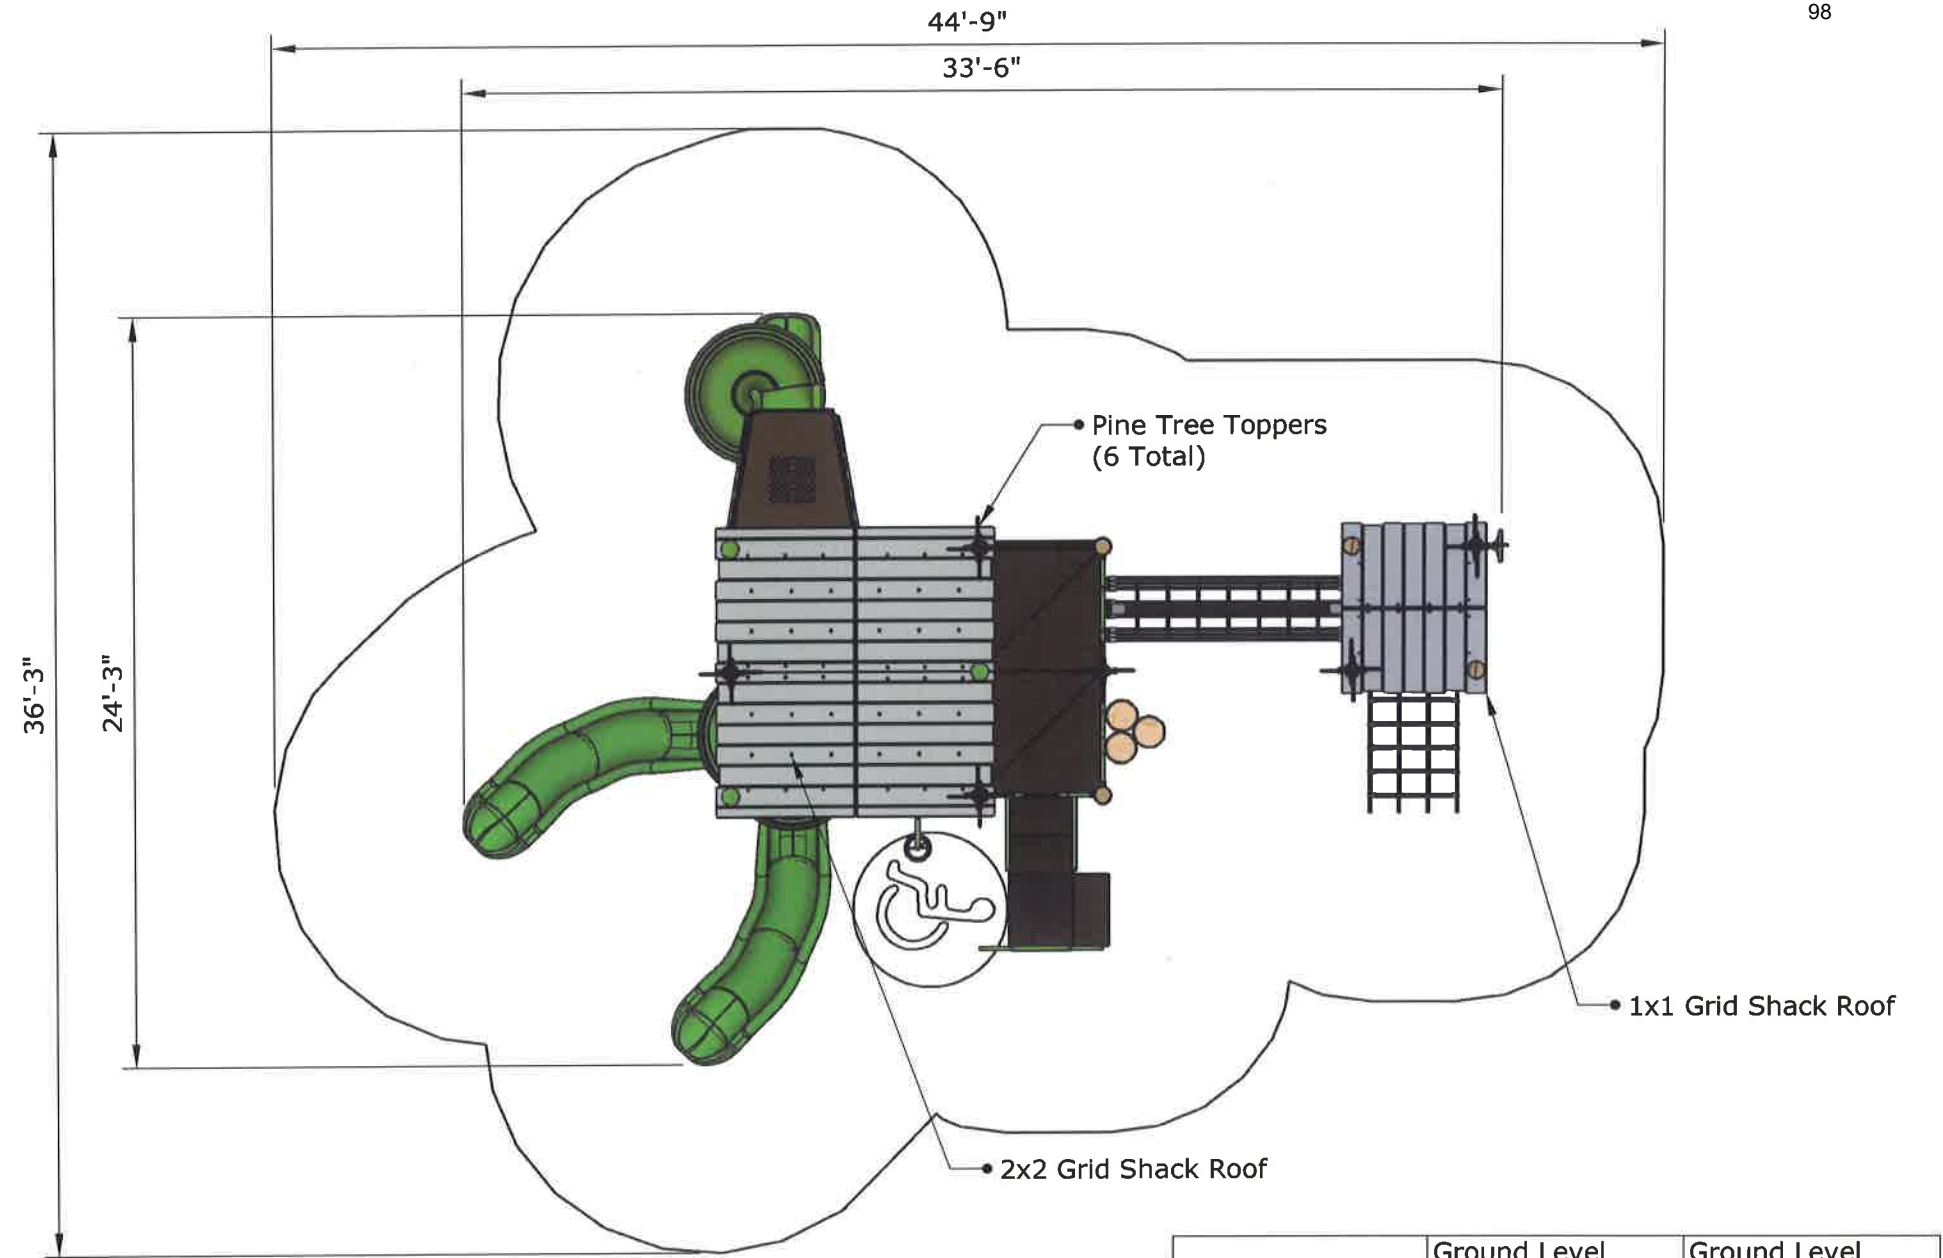 98
44'-9"
33'-6"
36'-3"
24'-3"
Pine Tree Toppers
(6 Total)
1x1 Grid Shack Roof
2x2 Grid Shack Roof
Ground Level
Ground Level